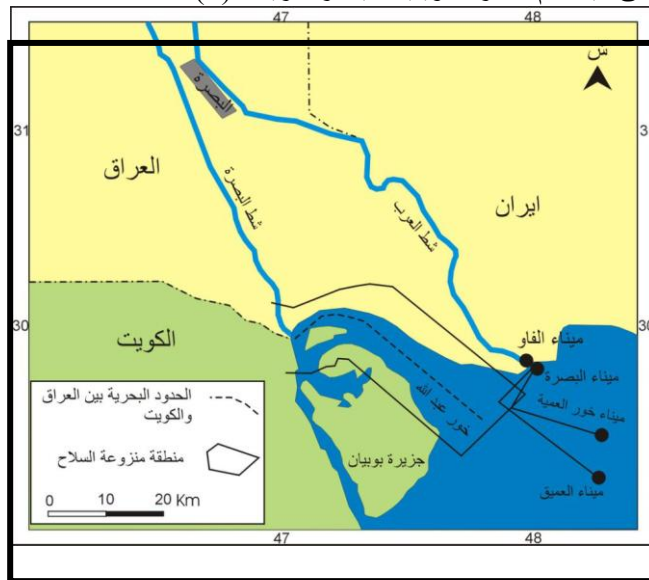 47
48
س
البصرة
31
3
العراق
ايران
شط البصرة
شط العرب
30
30
الكويت
ميناء الفاو
ميناء البصرة
ميناء خور العمية
ميناء العميق
خور عبد الله
جزيرة بوبيان
الحدود البحرية بين العراق
والكويت
منطقة منزوعة السلاح
0 10 20 Km
47
48